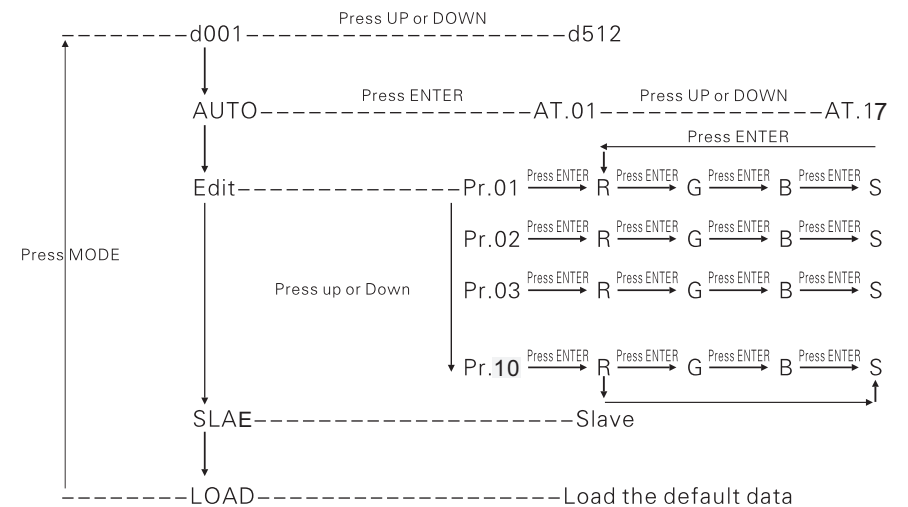 Press UP or DOWN
d001 d512
Press ENTER Press UP or DOWN
AUTO AT.01 AT.17
Press ENTER
Press ENTER Press ENTER Press ENTER Press ENTER
Edit Pr.01 R G B S
Press ENTER Press ENTER Press ENTER Press ENTER
Pr.02 R G B S
Press MODE
Press up or Down
Press ENTER Press ENTER Press ENTER Press ENTER
Pr.03 R G B S
Press ENTER Press ENTER Press ENTER Press ENTER
Pr.10 R G B S
SLAE Slave
LOAD Load the default data